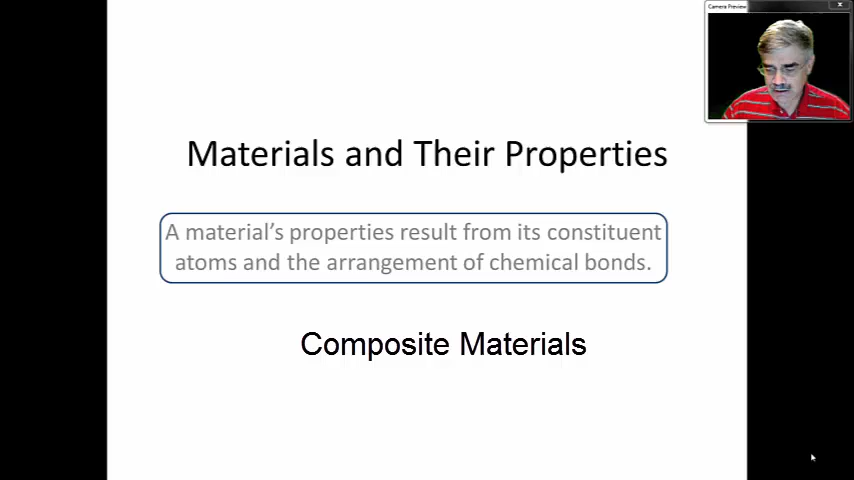 Camera Preview
Materials and Their Properties
A material's properties result from its constituent
atoms and the arrangement of chemical bonds.
Composite Materials